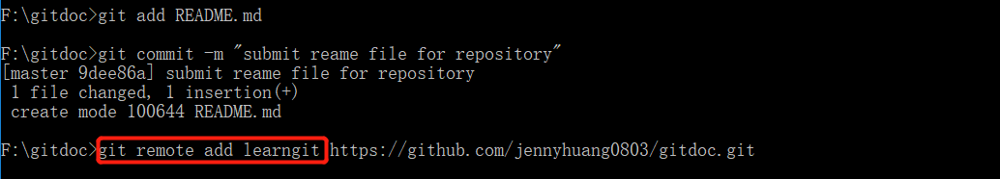 F:\gitdoc>git add README.md
F:\gitdoc>git commit -m "submit reame file for repository"
[master 9dee86a] submit reame file for repository
1 file changed, 1 insertion(+)
create mode 100644 README.md
F:\gitdoc>git remote add learngit https://github.com/jennyhuang0803/gitdoc.git